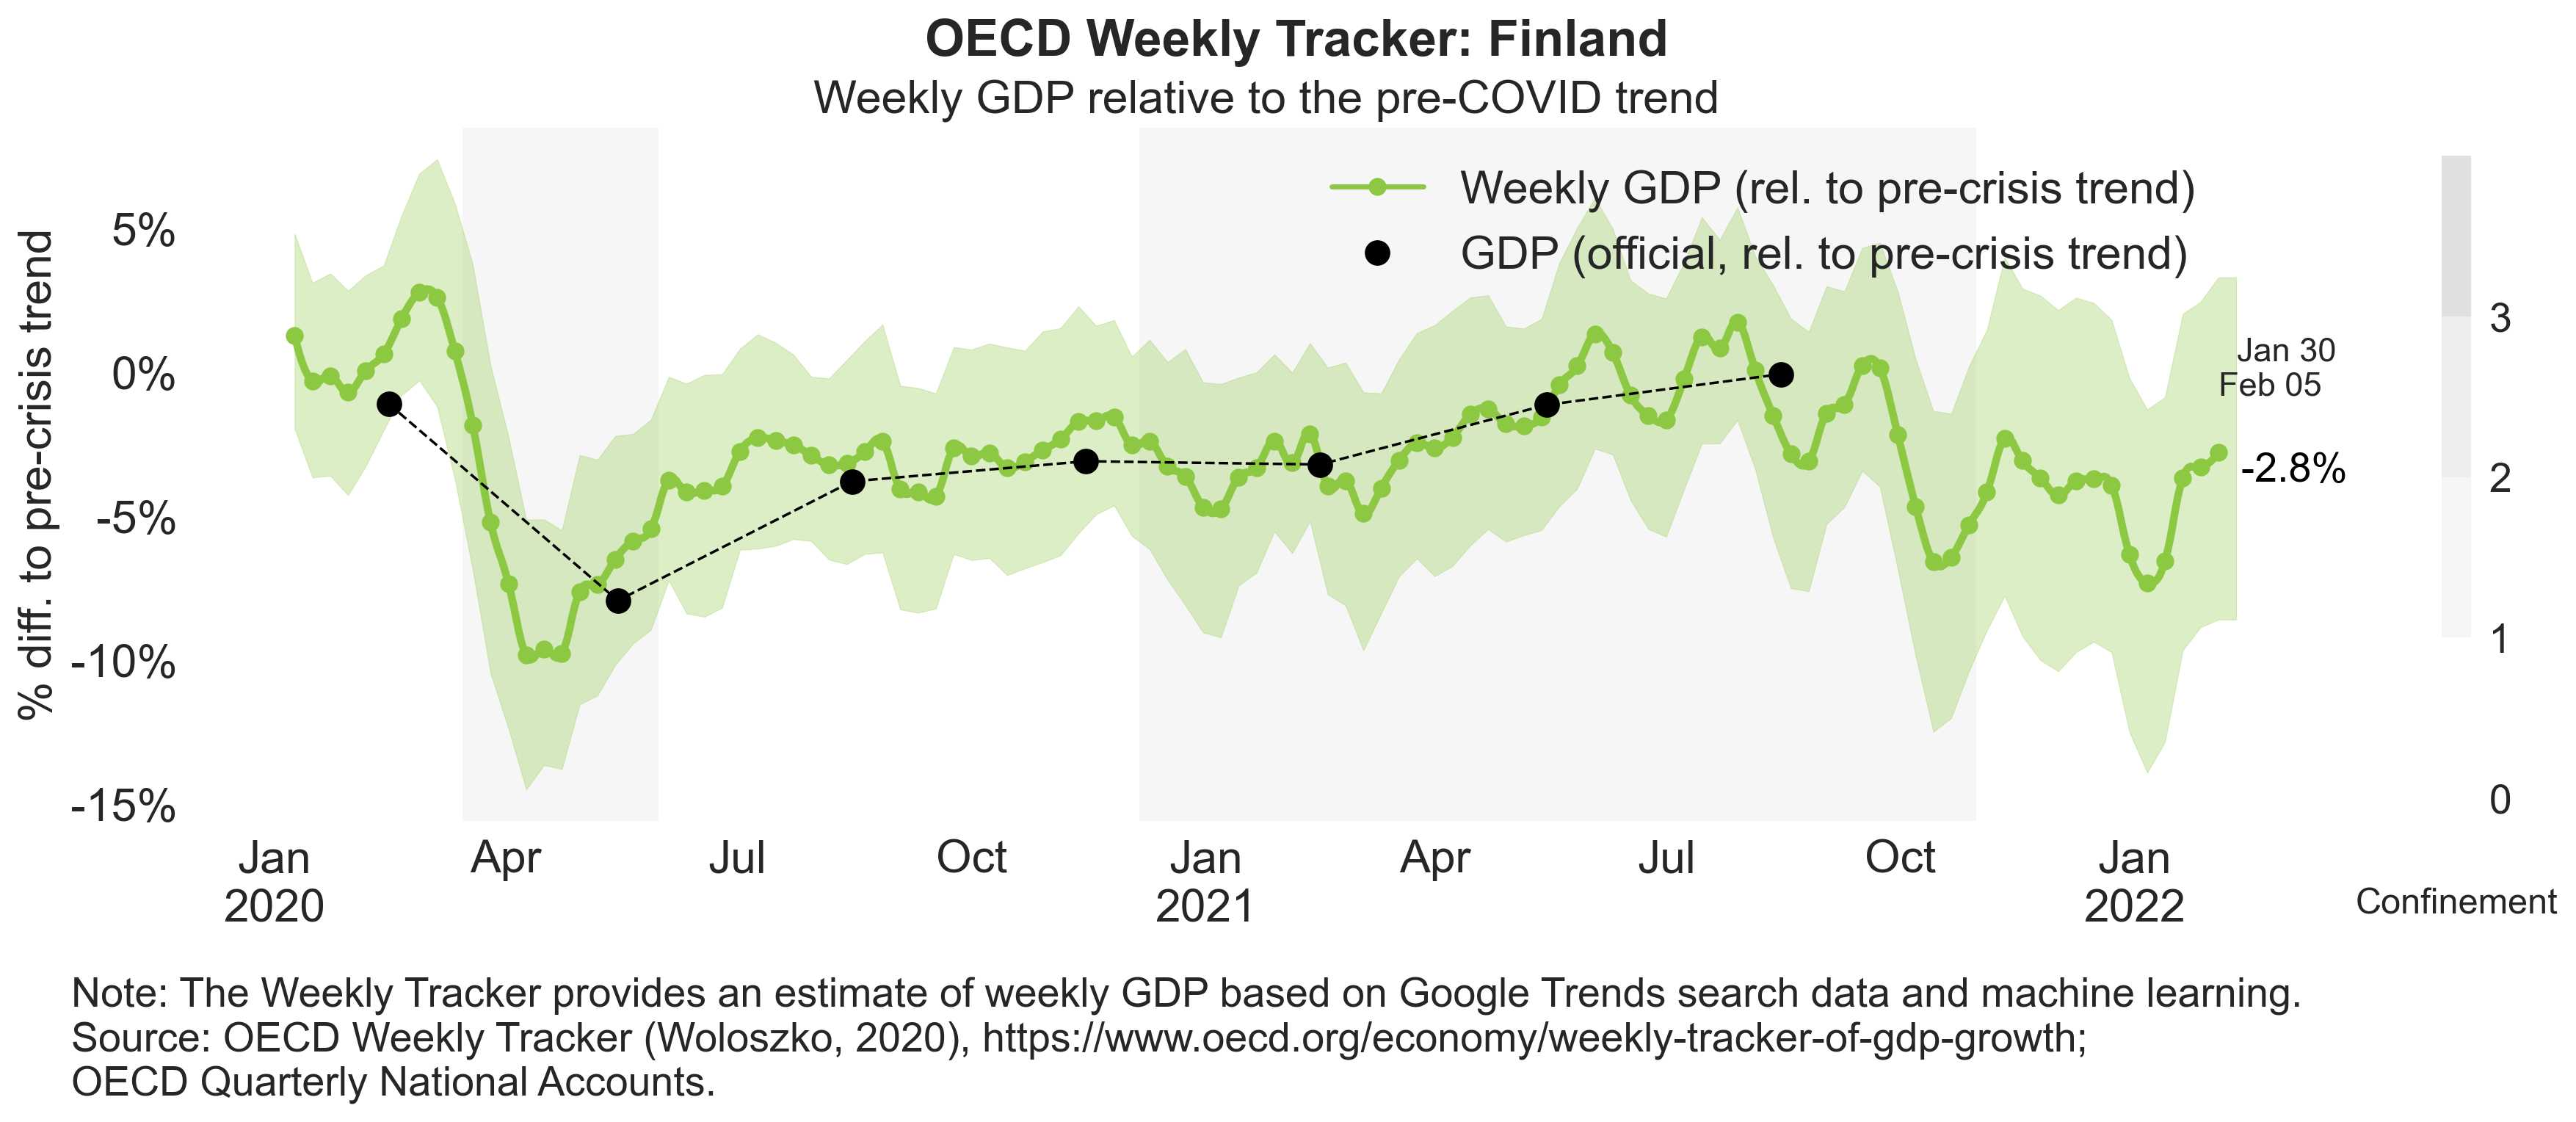 OECD Weekly Tracker: Finland
Weekly GDP relative to the pre-COVID trend
% diff. to pre-crisis trend
5%
0%
-5%
-10%
-15%
Weekly GDP (rel. to pre-crisis trend)
GDP (official, rel. to pre-crisis trend)
Jan 30
Feb 05
-2.8%
3
2
1
0
Confinement
Jan Apr Jul Oct Jan Apr Jul Oct Jan
2020 2021 2022
Note: The Weekly Tracker provides an estimate of weekly GDP based on Google Trends search data and machine learning.
Source: OECD Weekly Tracker (Woloszko, 2020), https://www.oecd.org/economy/weekly-tracker-of-gdp-growth;
OECD Quarterly National Accounts.